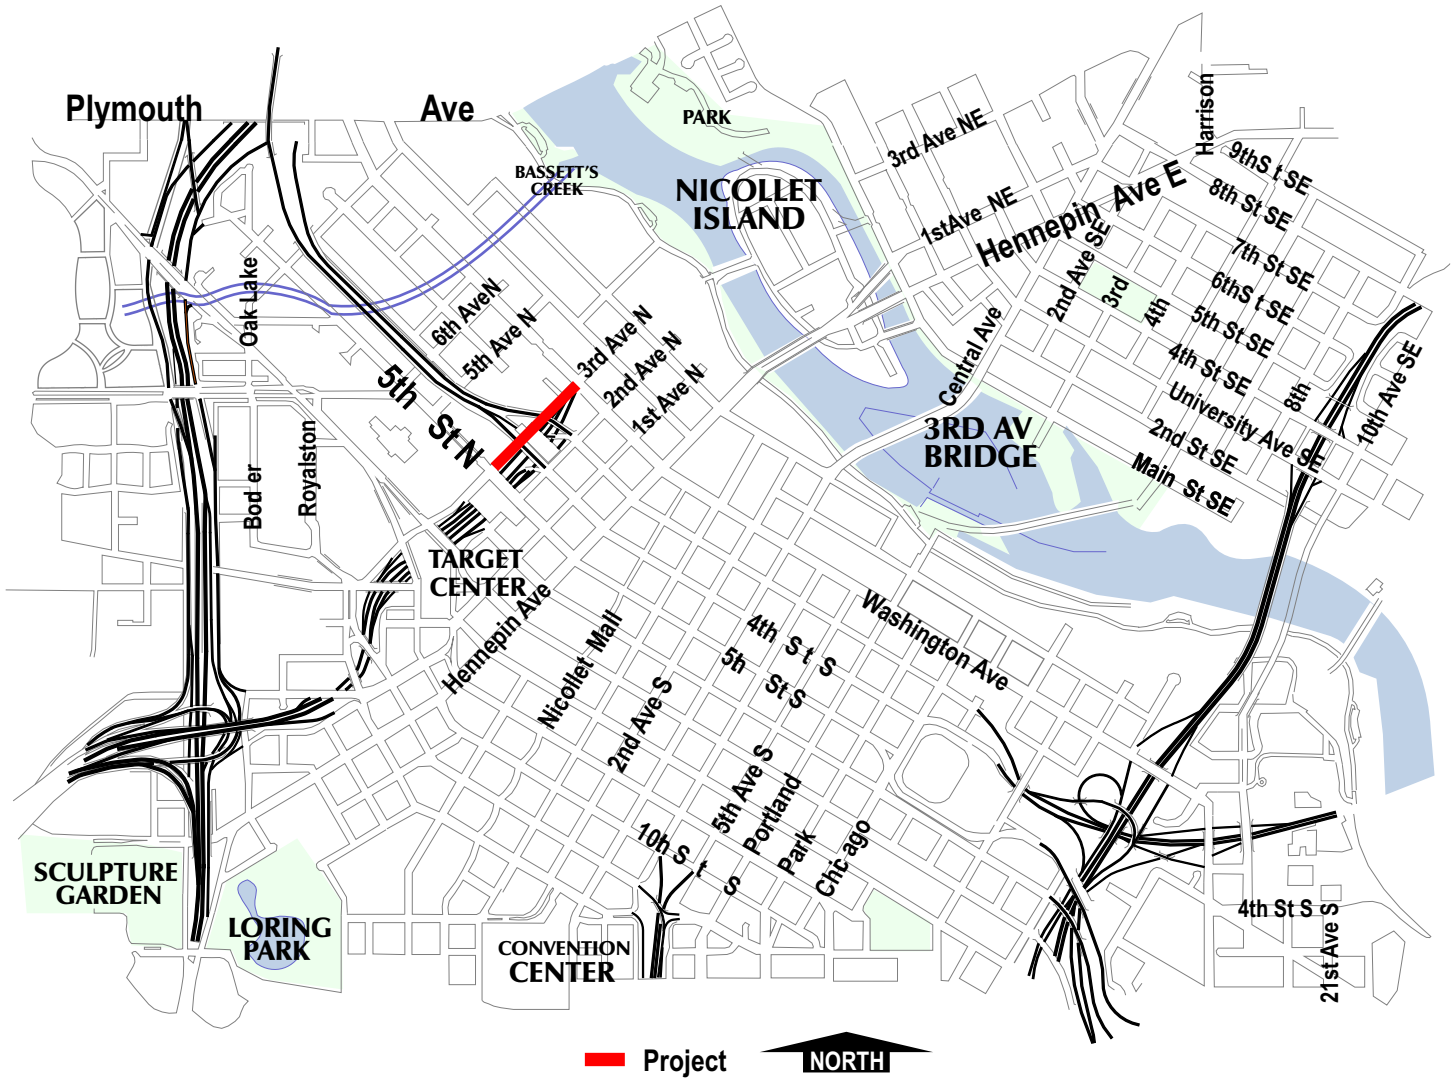 Plymouth Ave
PARK
BASSETT'S
CREEK
NICOLLET
ISLAND
3rd Ave NE
1stAve NE
Hennepin Ave E
Harrison
9thS t SE
8th St SE
7th St SE
6thS t SE
5th St SE
4th St SE
University Ave SE
2nd St SE
Main St SE
2nd Ave SE
3rd
4th
8th
10th Ave SE
Central Ave
3RD AV
BRIDGE
Oak Lake
6th AveN
5th Ave N
3rd Ave N
2nd Ave N
1st Ave N
5th St N
Bod er
Royalston
TARGET
CENTER
Hennepin Ave
Nicollet Mall
2nd Ave S
4th S t S
5h St S
Washington Ave
5th Ave S
Portland
Park
Chic ago
10h S t S
SCULPTURE
GARDEN
LORING
PARK
CONVENTION
CENTER
4th St S
21st Ave S
Project
NORTH